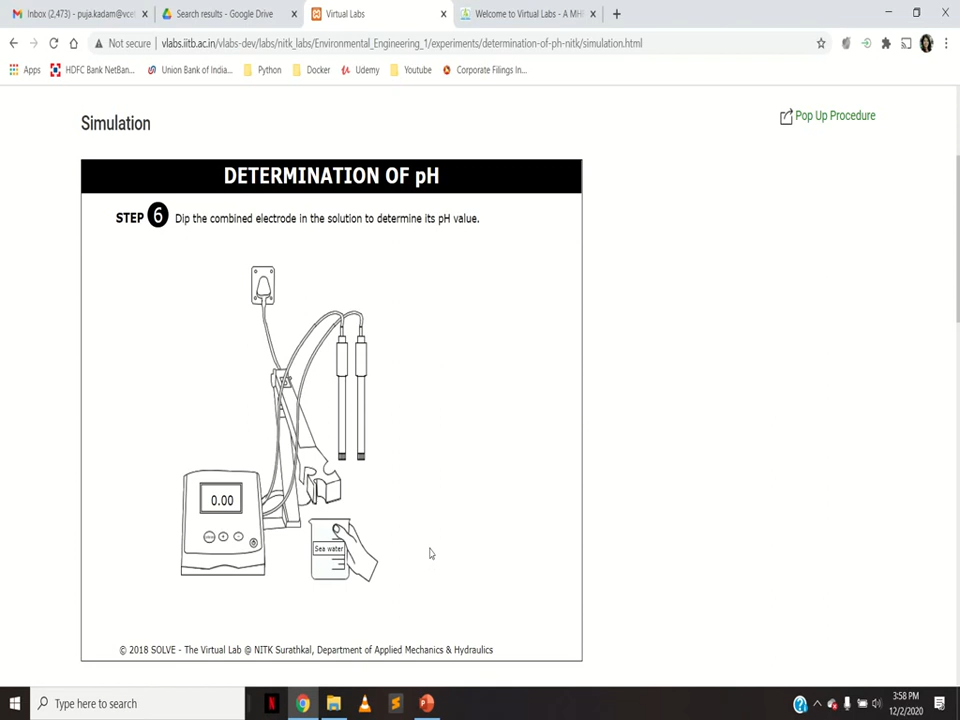 Inbox (2,473) - puja.kadam@vce
Search results - Google Drive
Virtual Labs
Welcome to Virtual Labs - A MH
Not secure
vlabs.iitb.ac.in/vlabs-dev/labs/nitk_labs/Environmental_Engineering_1/experiments/determination-of-ph-nitk/simulation.html
Apps
HDFC Bank NetBan...
Union Bank of India...
Python
Docker
Udemy
Youtube
Corporate Filings In...
Simulation
Pop Up Procedure
DETERMINATION OF pH
STEP 6 Dip the combined electrode in the solution to determine its pH value.
0.00
Sea water
© 2018 SOLVE - The Virtual Lab @ NITK Surathkal, Department of Applied Mechanics & Hydraulics
Type here to search
3:58 PM
12/2/2020